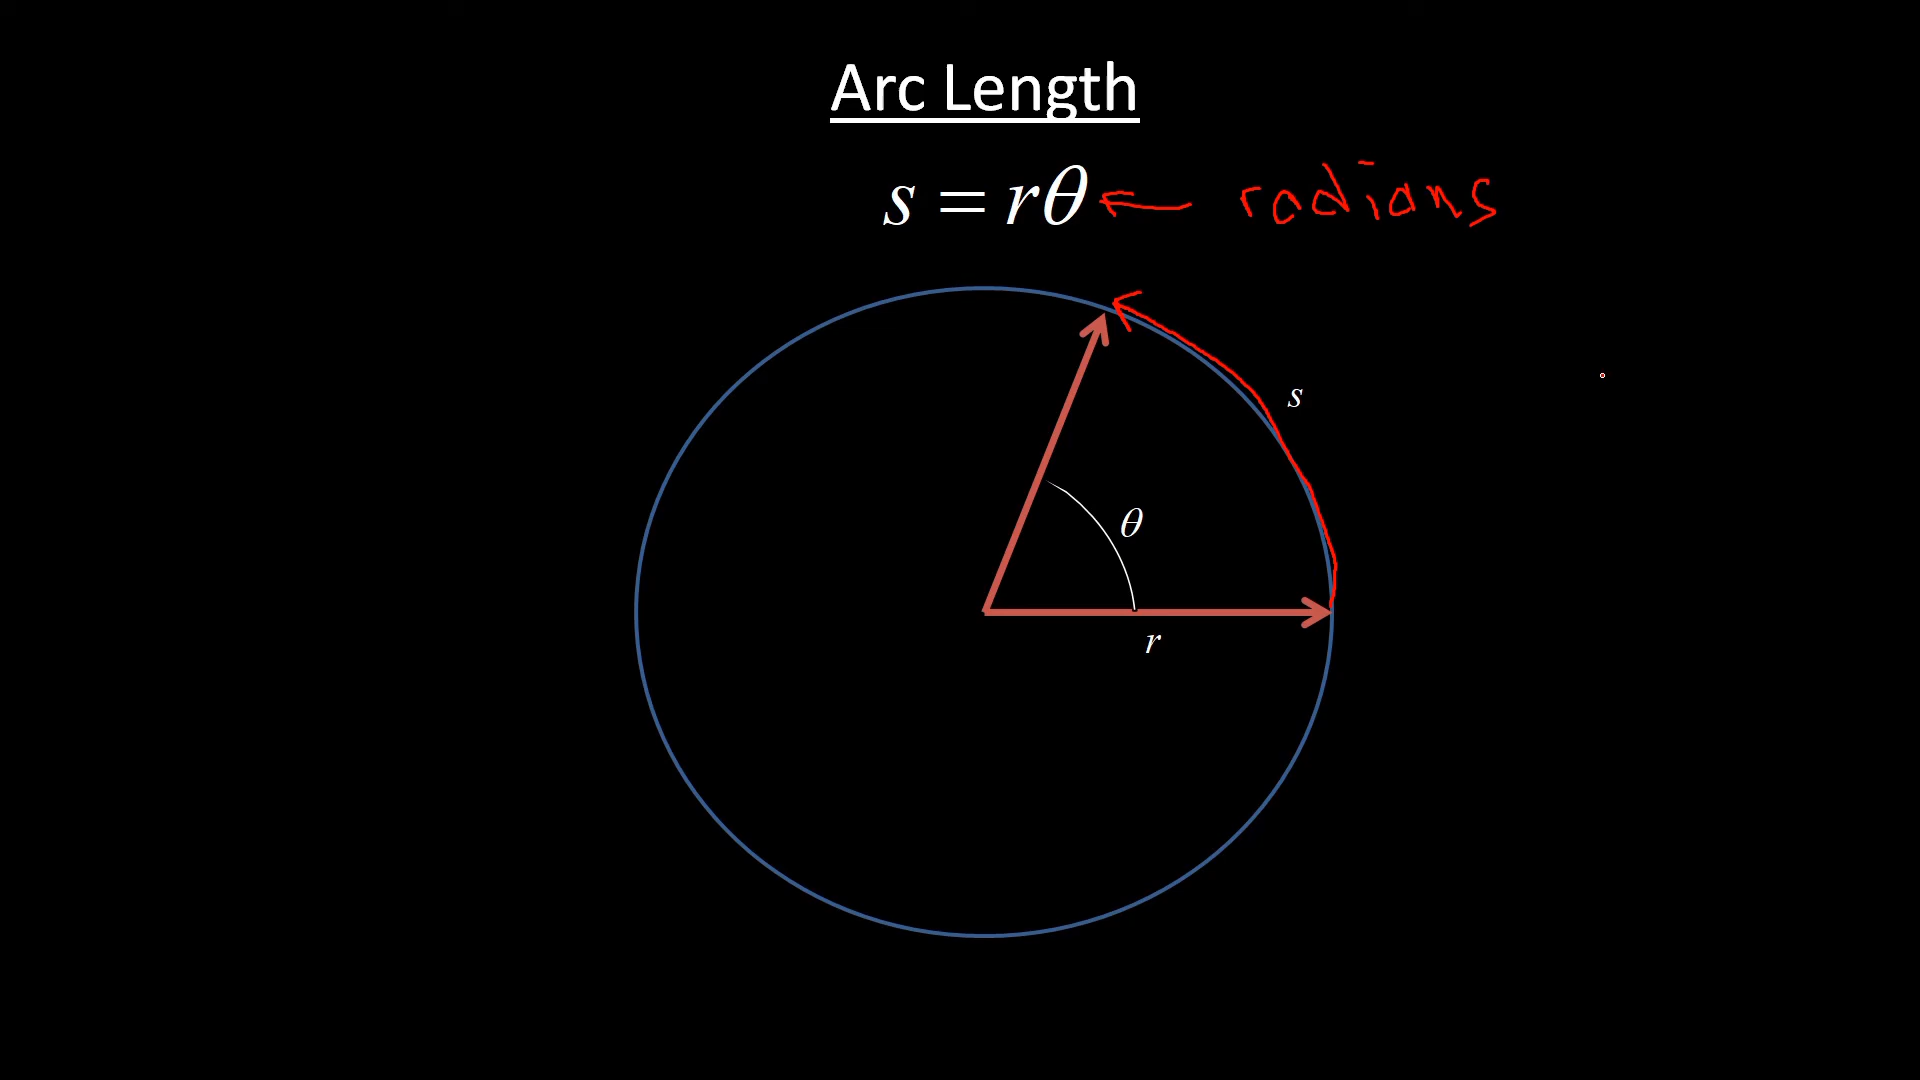 Arc Length
s = rθ ← radians
s
θ
r